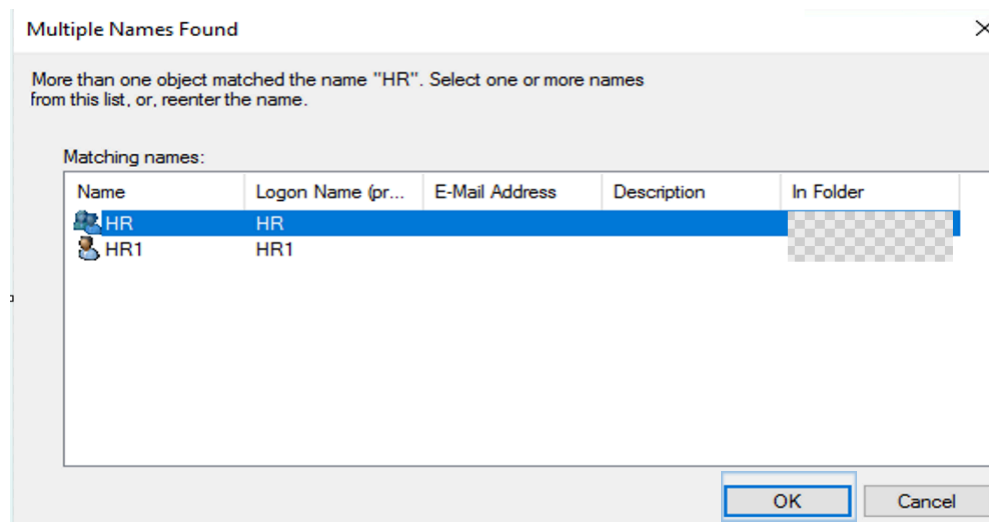 Multiple Names Found
More than one object matched the name "HR". Select one or more names
from this list, or, reenter the name.
Matching names:
Name Logon Name (pr... E-Mail Address Description In Folder
HR HR
HR1 HR1
OK Cancel